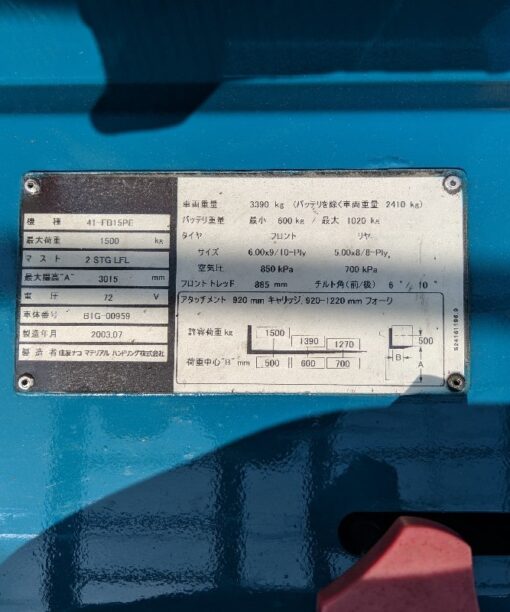 機 種 41-FB15PE
最大荷重 1500 kg
マスト 2 STG LFL
最大揚高"A" 3015 mm
電圧 72 V
車体番号 B1G-00959
製造年月 2003.07
製造者 住友ナコ マテリアル ハンドリング株式会社
車両重量 3390 kg (バッテリを除く車両重量 2410 kg)
バッテリ重量 最小 600 kg / 最大 1020 kg
タイヤ フロント リヤ
サイズ 6.00x9/10-Ply 5.00x8/8-Ply
空気圧 850 kPa 700 kPa
フロントトレッド 885 mm チルト角(前/後) 6°/ 10°
アタッチメント 920 mm キャリッジ, 920-1220 mm フォーク
許容荷重 kg 1500 1390 1270
荷重中心"B" mm 500 600 700
500
B
A